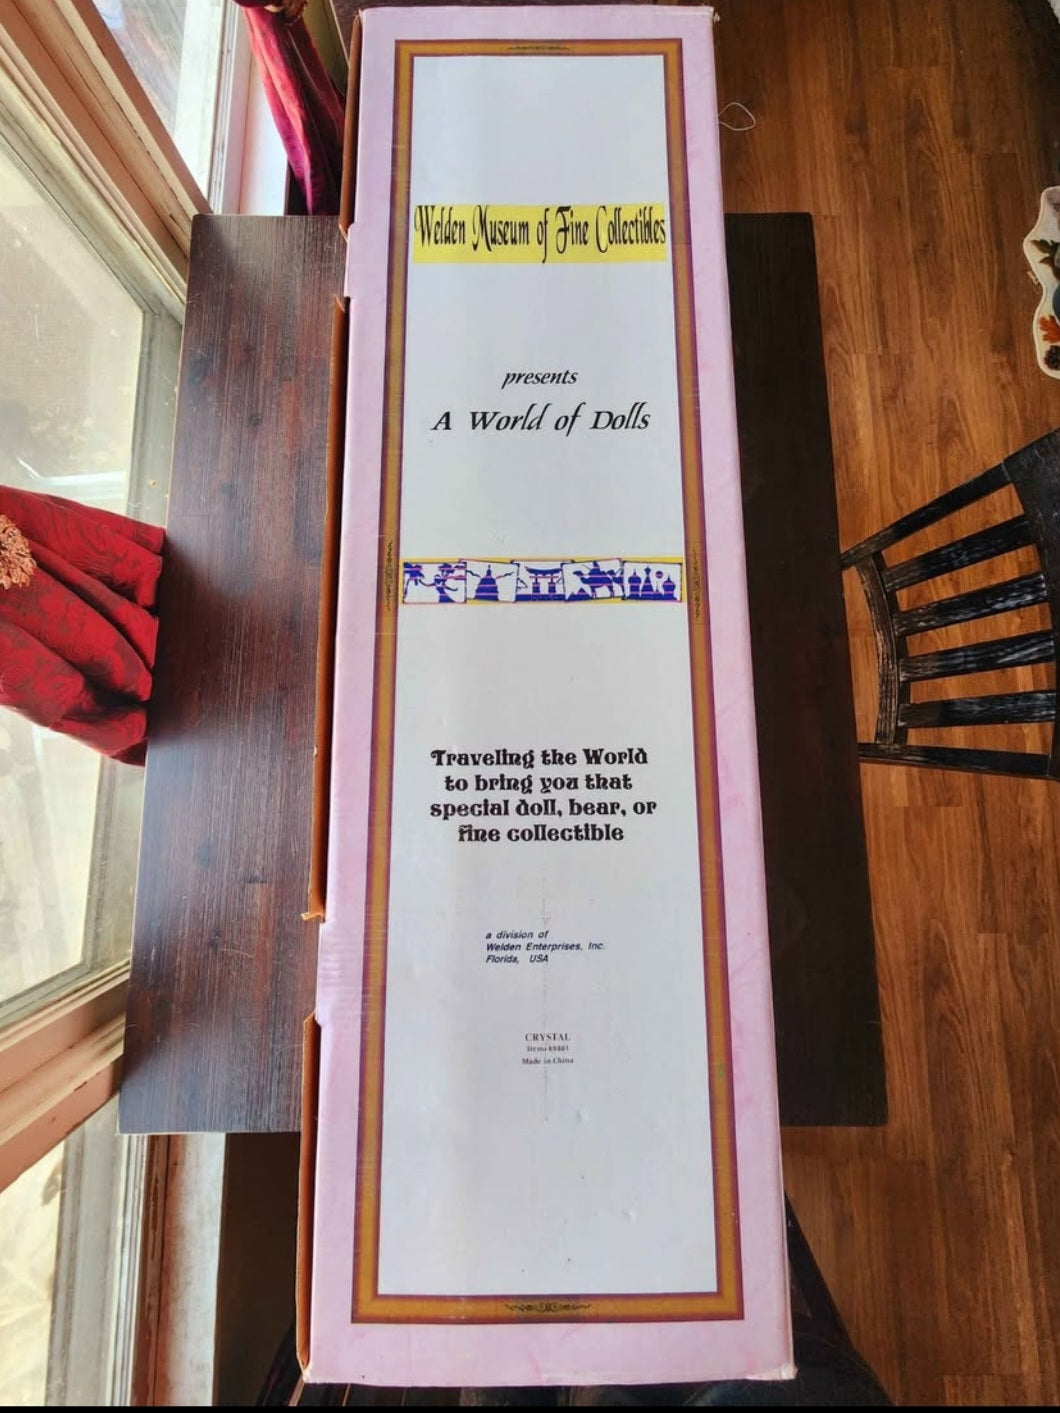 Welden Museum of Fine Collectibles
presents
A World of Dolls
Traveling the World
to bring you that
special doll, bear, or
fine collectible
a division of
Welden Enterprises, Inc.
Florida, USA
CRYSTAL
Item#
Made in China